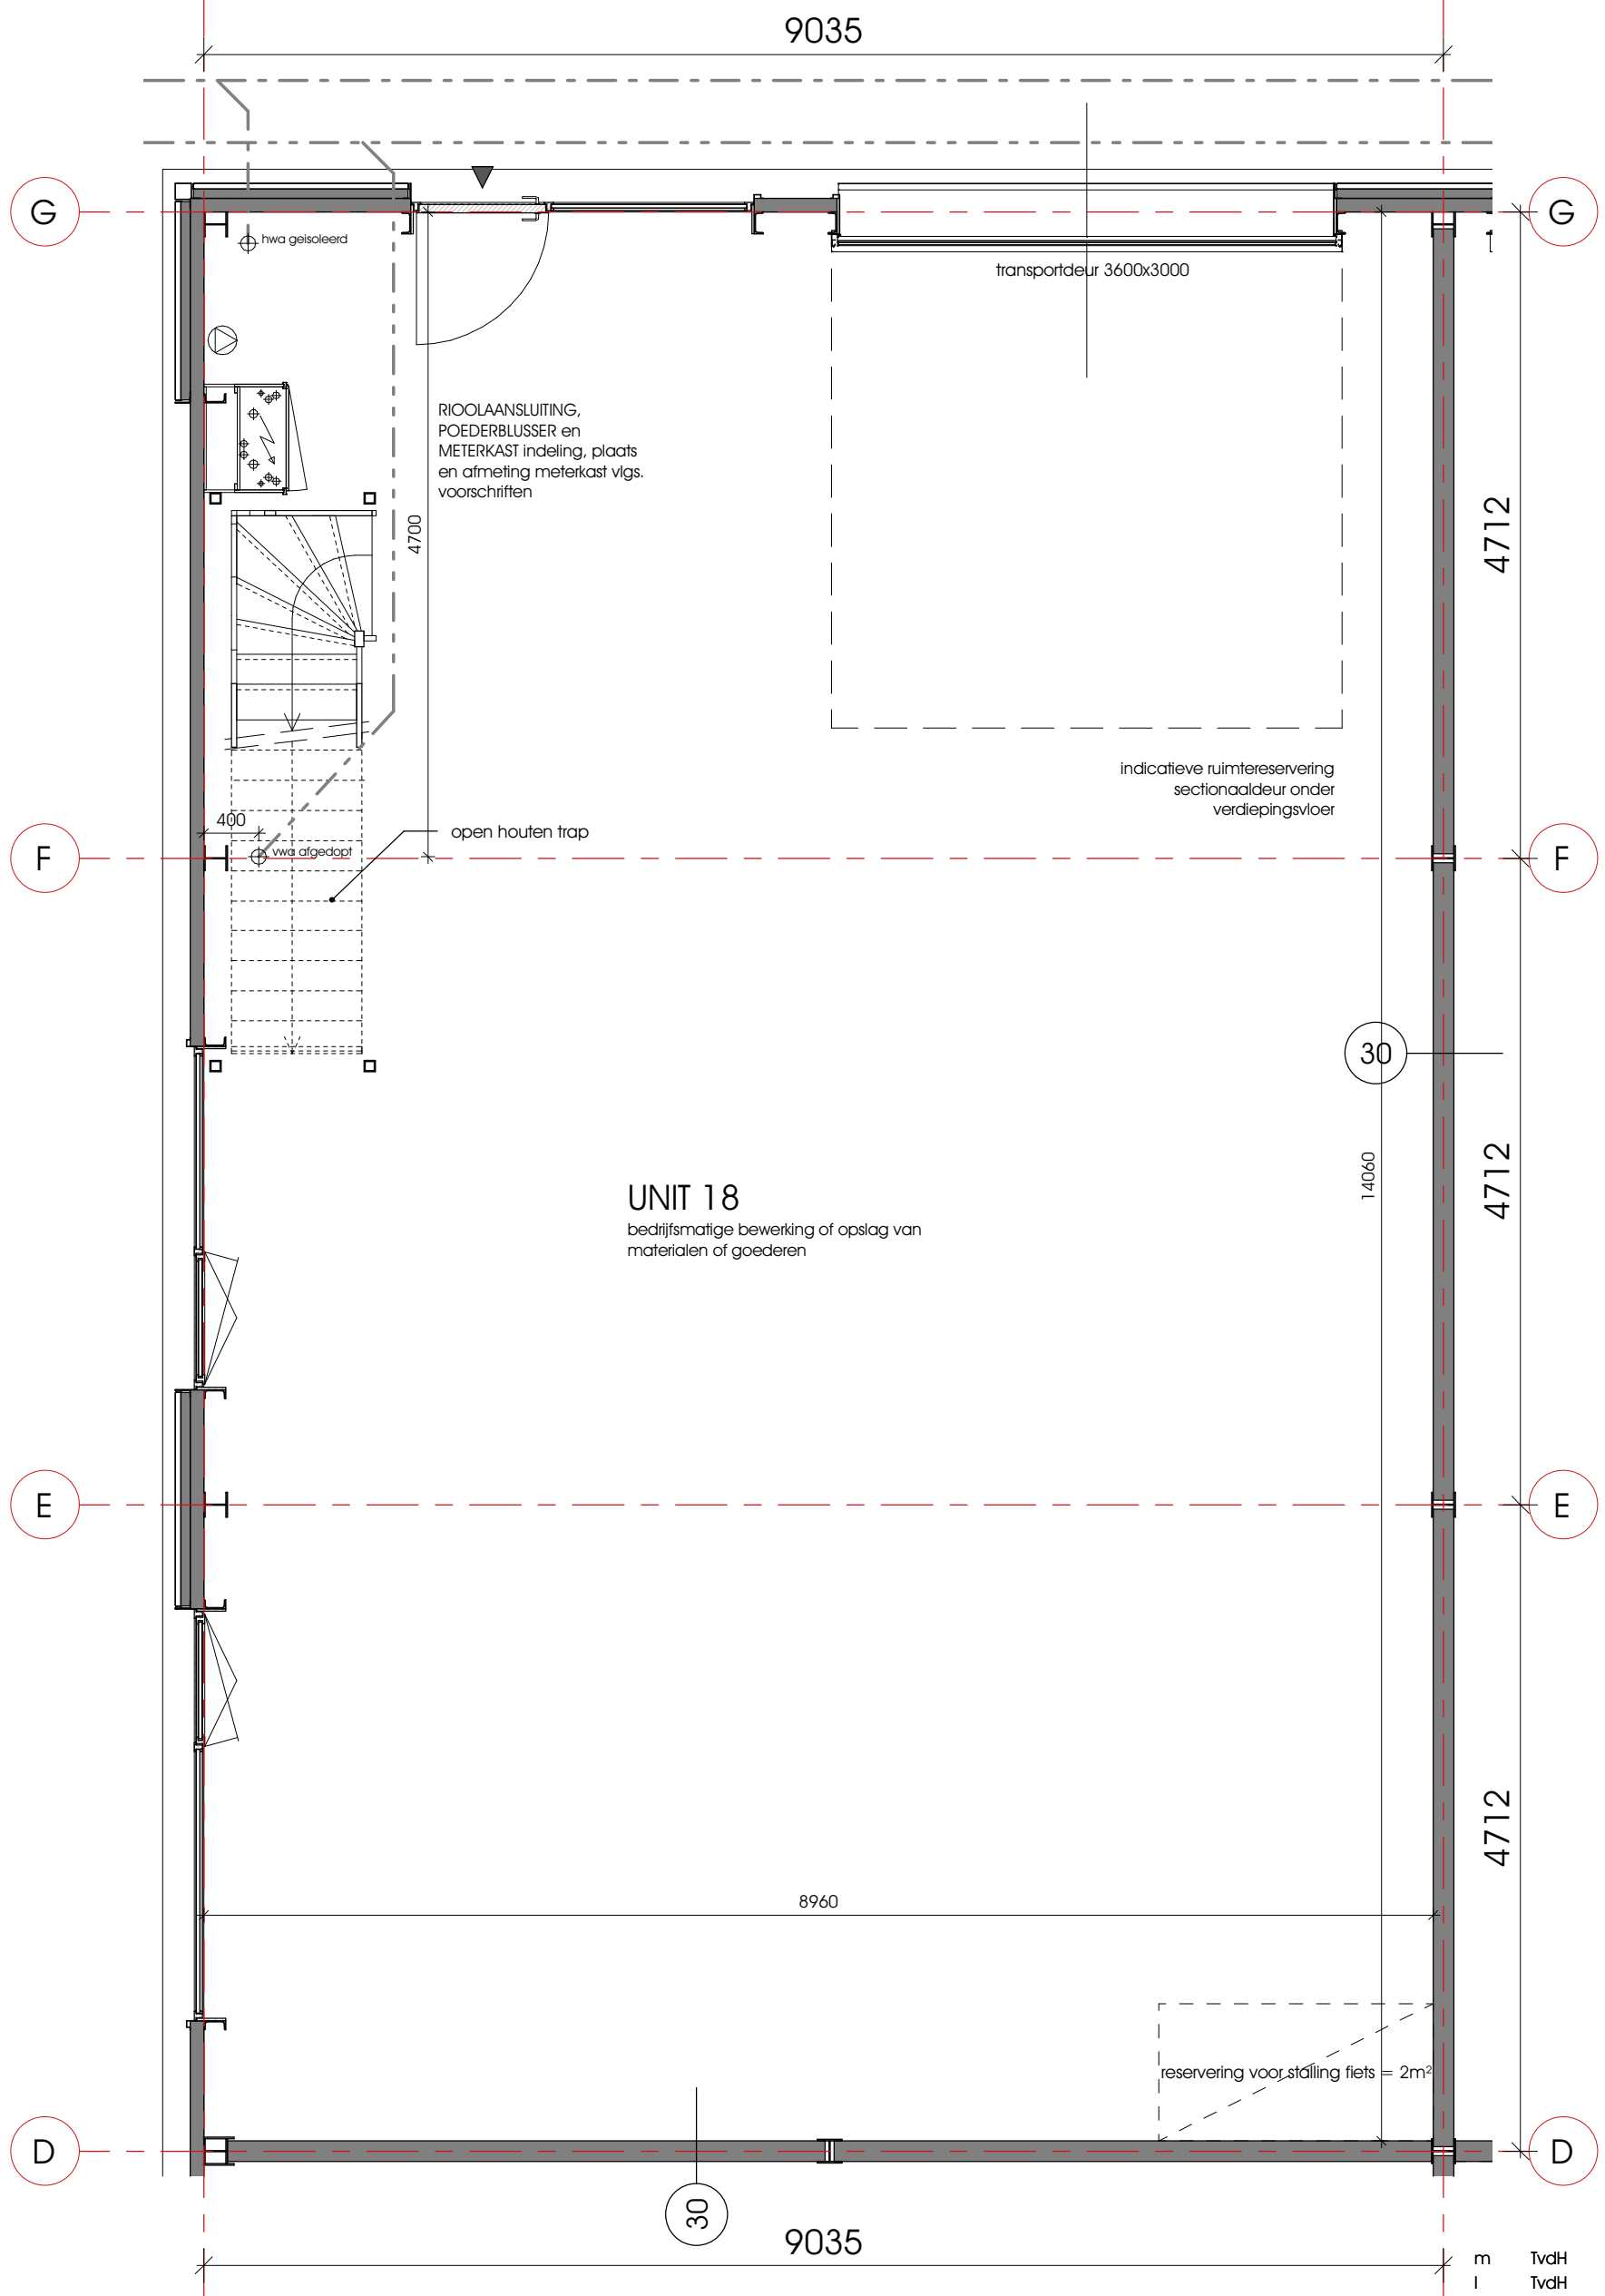 9035
G
G
hwa geisoleerd
transportdeur 3600x3000
RIOOLAANSLUITING,
POEDERBLUSSER en
METERKAST indeling, plaats
en afmeting meterkast vlgs.
voorschriften
4700
4712
indicatieve ruimtereservering
sectionaaldeur onder
verdiepingsvloer
400
open houten trap
vwa afgedopt
F
F
30
14060
4712
UNIT 18
bedrijfsmatige bewerking of opslag van
materialen of goederen
E
E
4712
8960
reservering voor stalling fiets = 2m²
D
D
30
9035
m TvdH
l TvdH